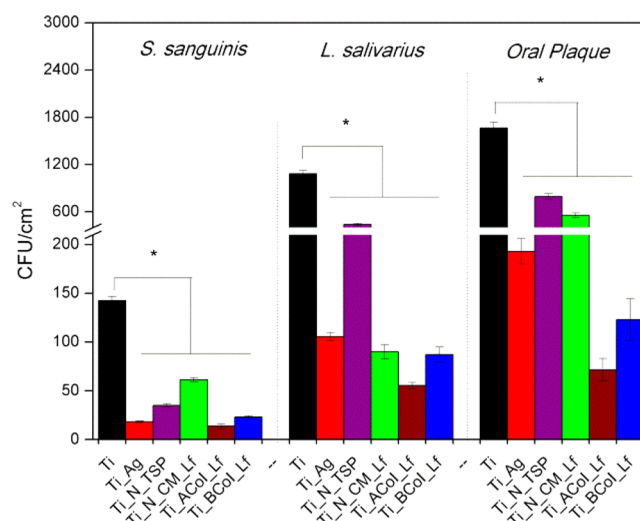 3000
S. sanguinis
L. salivarius
Oral Plaque
2400
1800
1200
600
200
150
100
50
0
CFU/cm²
*
*
*
Ti
Ti_Ag
Ti_N_TSP
Ti_N_CM_Lf
Ti_ACol_Lf
Ti_BCol_Lf
--
Ti
Ti_Ag
Ti_N_TSP
Ti_N_CM_Lf
Ti_ACol_Lf
Ti_BCol_Lf
--
Ti
Ti_Ag
Ti_N_TSP
Ti_N_CM_Lf
Ti_ACol_Lf
Ti_BCol_Lf